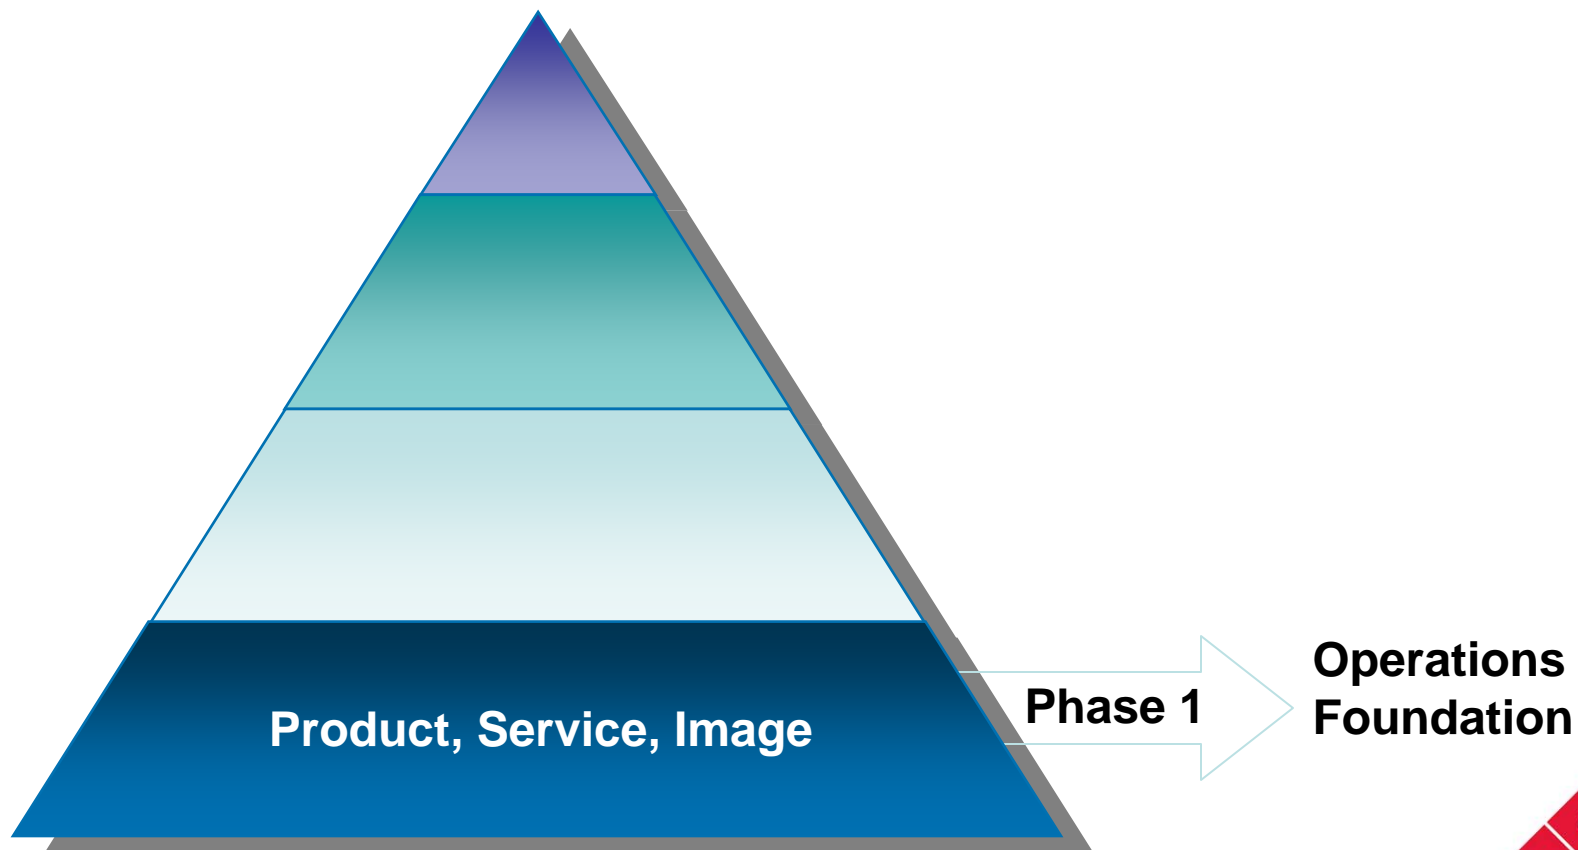 Product, Service, Image
Phase 1
Operations
Foundation